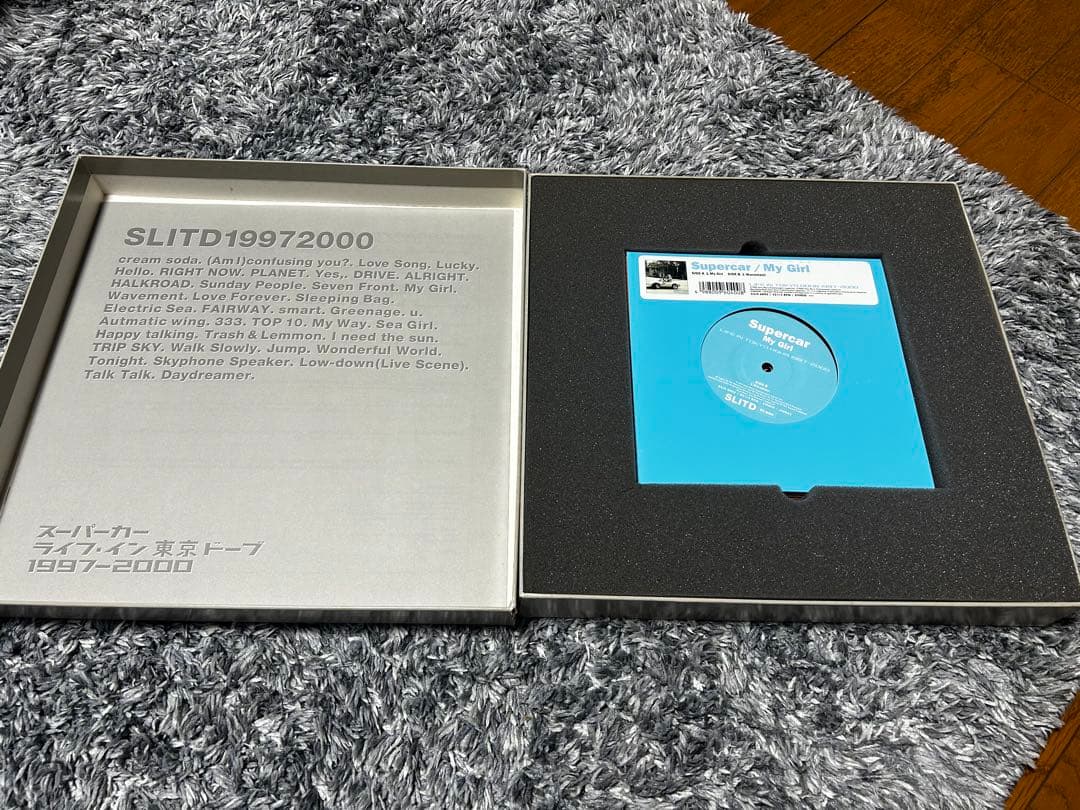 SLITD19972000
cream soda. (Am I)confusing you?. Love Song, Lucky.
Hello. RIGHT NOW. PLANET. Yes,. DRIVE. ALRIGHT.
HALKROAD. Sunday People. Seven Front. My Girl.
Wavement. Love Forever. Sleeping Bag.
Electric Sea. FAIRWAY. smart. Greenage. u.
Autmatic wing. 333. TOP 10. My Way. Sea Girl.
Happy talking. Trash & Lemmon. I need the sun.
TRIP SKY. Walk Slowly. Jump. Wonderful World.
Tonight. Skyphone Speaker. Low-down(Live Scene).
Talk Talk. Daydreamer.
スーパーカー
ライフ・イン 東京 ドープ
1997-2000
Supercar / My Girl
Supercar
My Girl
SLITD